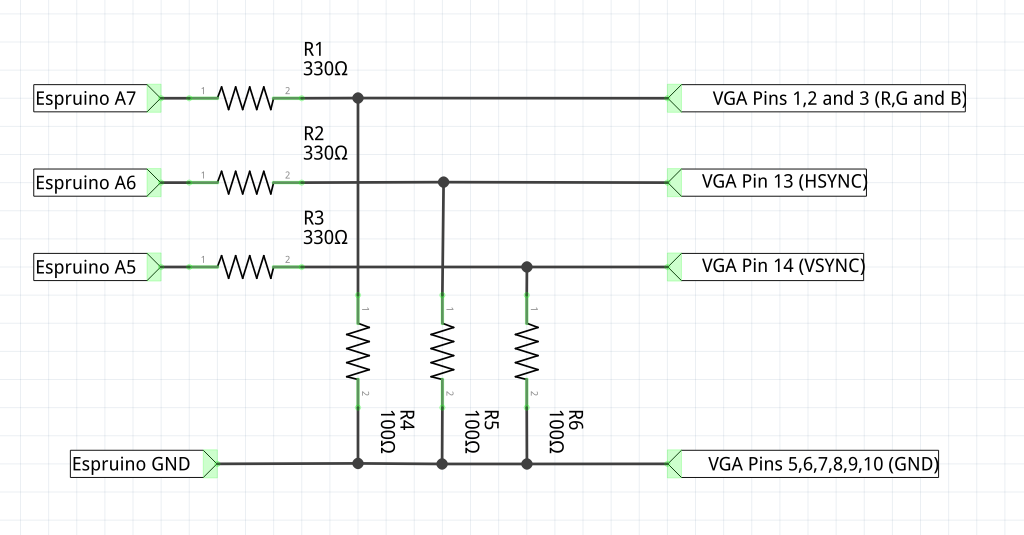 R1
330Ω
Espruino A7
1
2
VGA Pins 1,2 and 3 (R,G and B)
R2
330Ω
Espruino A6
1
2
VGA Pin 13 (HSYNC)
R3
330Ω
Espruino A5
1
2
VGA Pin 14 (VSYNC)
1
1
1
2
2
2
R4
100Ω
R5
100Ω
R6
100Ω
Espruino GND
VGA Pins 5,6,7,8,9,10 (GND)